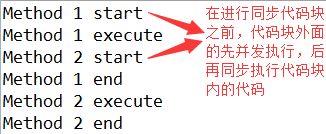 Method 1 start
Method 1 execute
Method 2 start
Method 1 end
Method 2 execute
Method 2 end
在进行同步代码块
之前，代码块外面
的先并发执行，后
再同步执行代码块
内的代码